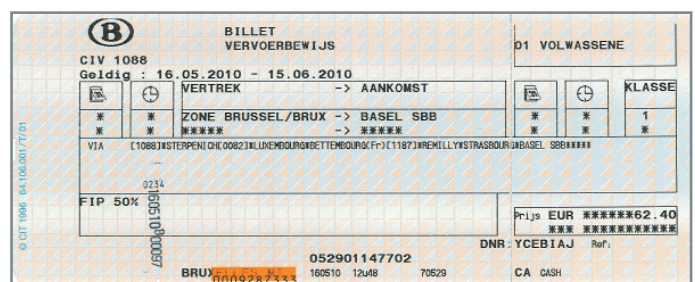 B BILLET
VERVOERBEWIJS 01 VOLWASSENE
CIV 1088
Geldig : 16.05.2010 - 15.06.2010
VERTREK -> AANKOMST KLASSE
* * ZONE BRUSSEL/BRUX -> BASEL SBB * * 1
* * ***** -> ***** * * *
VIA [1088]*STERPENICH[0082]*LUXEMBOURG*BETTEMBOURG(Fr)[1187]*REMILLY*STRASBOURG*BASEL SBB*****
0234
FIP 50%
160510 B00097
Prijs EUR ******62.40
*** ***********
DNR:YCEBIAJ Ref:
052901147702
160510 12u48 70529 CA CASH
0009287333
© CIT 1996 64.106.001/T/01